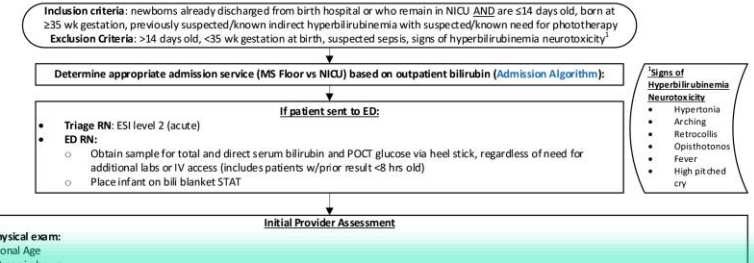 Inclusion criteria: newborns already discharged from birth hospital or who remain in NICU AND are ≤14 days old, born at
≥35 wk gestation, previously suspected/known indirect hyperbilirubinemia with suspected/known need for phototherapy
Exclusion Criteria: >14 days old, <35 wk gestation at birth, suspected sepsis, signs of hyperbilirubinemia neurotoxicity¹
Determine appropriate admission service (MS Floor vs NICU) based on outpatient bilirubin (Admission Algorithm):
If patient sent to ED:
• Triage RN: ESI level 2 (acute)
• ED RN:
○ Obtain sample for total and direct serum bilirubin and POCT glucose via heel stick, regardless of need for
additional labs or IV access (includes patients w/prior result <8 hrs old)
○ Place infant on bili blanket STAT
¹Signs of
Hyperbilirubinemia
Neurotoxicity
• Hypertonia
• Arching
• Retrocollis
• Opisthotonos
• Fever
• High pitched
cry
Initial Provider Assessment
ysical exam:
onal Age